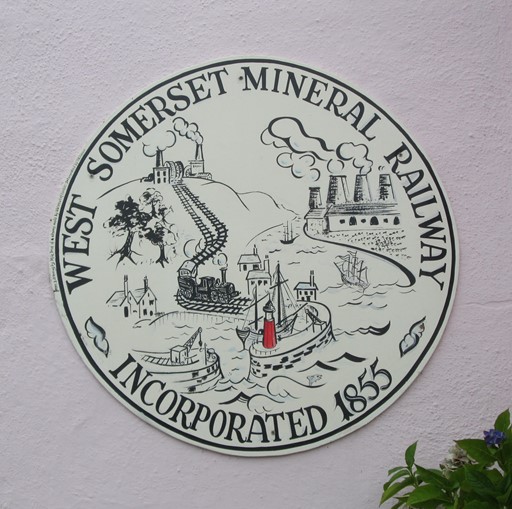 WEST SOMERSET MINERAL RAILWAY
INCORPORATED 1855